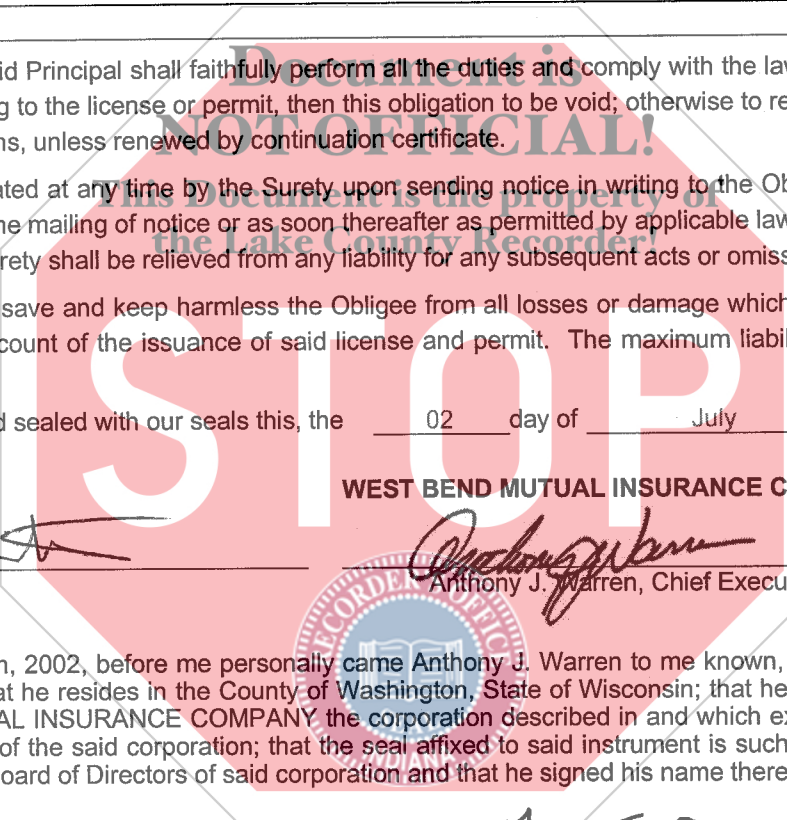 id Principal shall faithfully perform all the duties and comply with the law
g to the license or permit, then this obligation to be void; otherwise to re
ns, unless renewed by continuation certificate.
ated at any time by the Surety upon sending notice in writing to the Ob
he mailing of notice or as soon thereafter as permitted by applicable law
rety shall be relieved from any liability for any subsequent acts or omiss
save and keep harmless the Obligee from all losses or damage which
count of the issuance of said license and permit. The maximum liabil
d sealed with our seals this, the 02 day of July
WEST BEND MUTUAL INSURANCE C
Anthony J. Warren
Anthony J. Warren, Chief Execu
n, 2002, before me personally came Anthony J. Warren to me known,
at he resides in the County of Washington, State of Wisconsin; that he
AL INSURANCE COMPANY the corporation described in and which ex
of the said corporation; that the seal affixed to said instrument is such
oard of Directors of said corporation and that he signed his name there
Document is
NOT OFFICIAL!
This Document is the property of
the Lake County Recorder!
STOP
RECORDER'S OFFICE
INDIANA